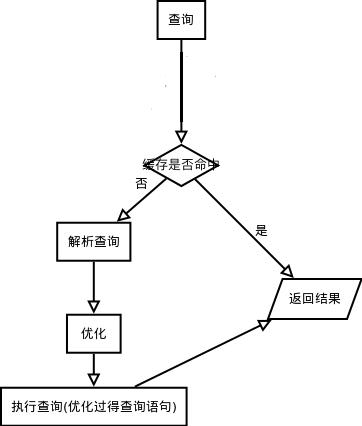 查询
缓存是否命中
否
是
解析查询
返回结果
优化
执行查询(优化过得查询语句)